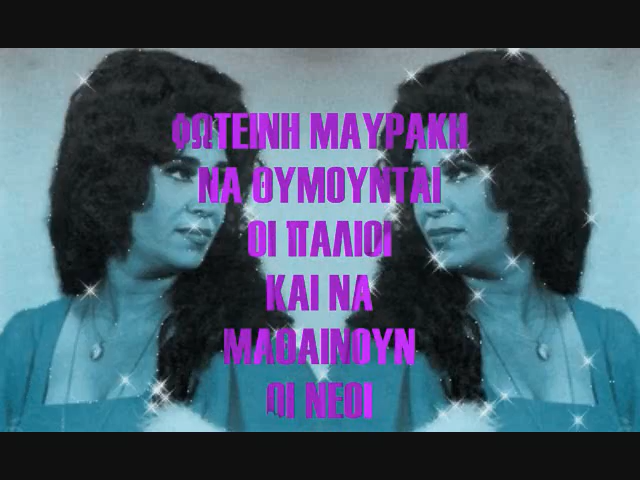 ΦΩΤΕΙΝΗ ΜΑΥΡΑΚΗ
ΝΑ ΘΥΜΟΥΝΤΑΙ
ΟΙ ΠΑΛΙΟΙ
ΚΑΙ ΝΑ
ΜΑΘΑΙΝΟΥΝ
ΟΙ ΝΕΟΙ